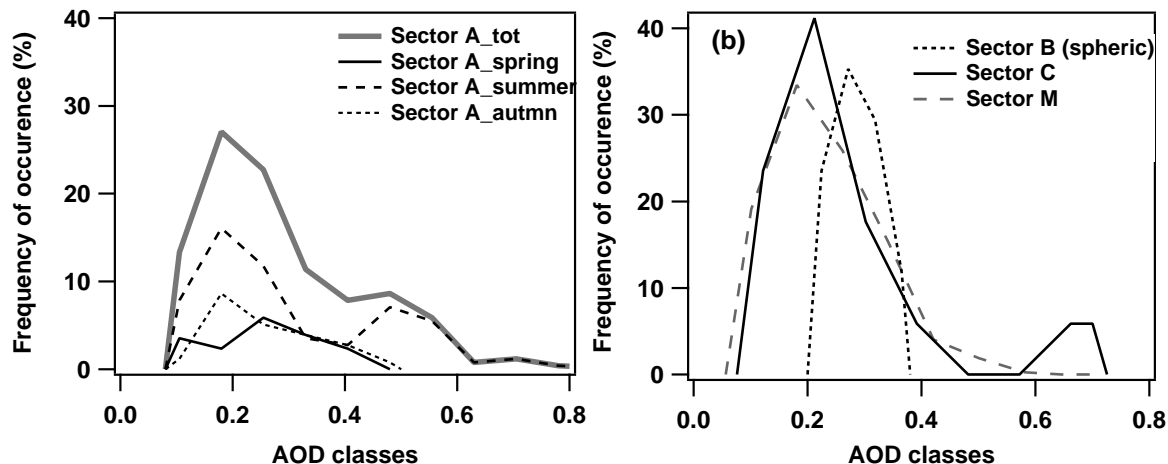 40
30
20
10
0
Frequency of occurence (%)
Sector A_tot
Sector A_spring
Sector A_summer
Sector A_autmn
0.0 0.2 0.4 0.6 0.8
AOD classes
(b)
40
30
20
10
0
Frequency of occurence (%)
Sector B (spheric)
Sector C
Sector M
0.0 0.2 0.4 0.6 0.8
AOD classes